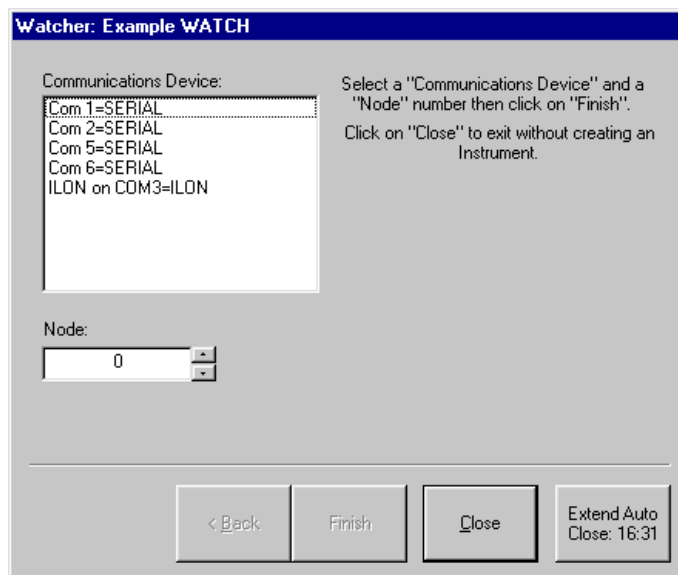 Watcher: Example WATCH
Communications Device:
Com 1=SERIAL
Com 2=SERIAL
Com 5=SERIAL
Com 6=SERIAL
ILON on COM3=ILON
Select a "Communications Device" and a
"Node" number then click on "Finish".
Click on "Close" to exit without creating an
Instrument.
Node:
0
< Back
Finish
Close
Extend Auto
Close: 16:31